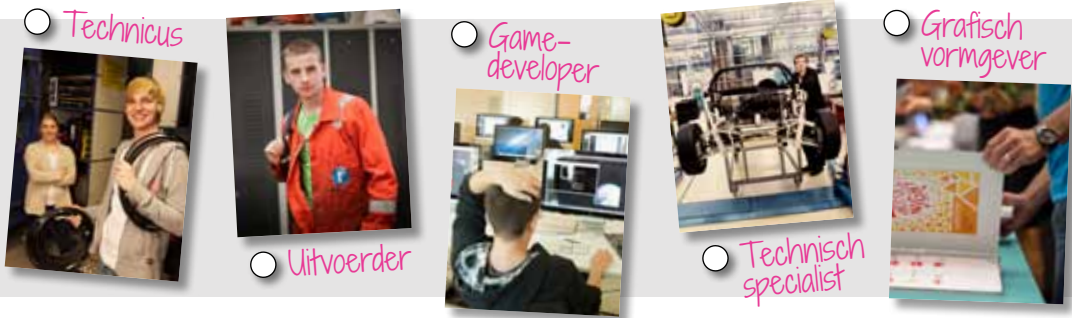 Technicus
Uitvoerder
Game-
developer
Technisch
specialist
Grafisch
vormgever